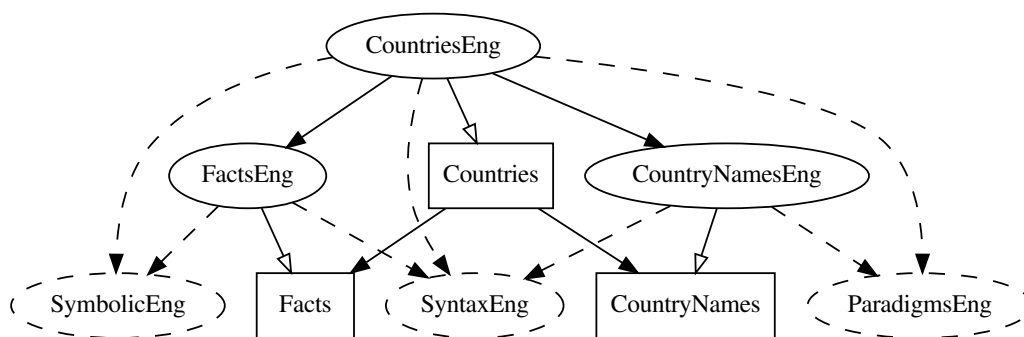 CountriesEng
FactsEng
Countries
CountryNamesEng
SymbolicEng
Facts
SyntaxEng
CountryNames
ParadigmsEng